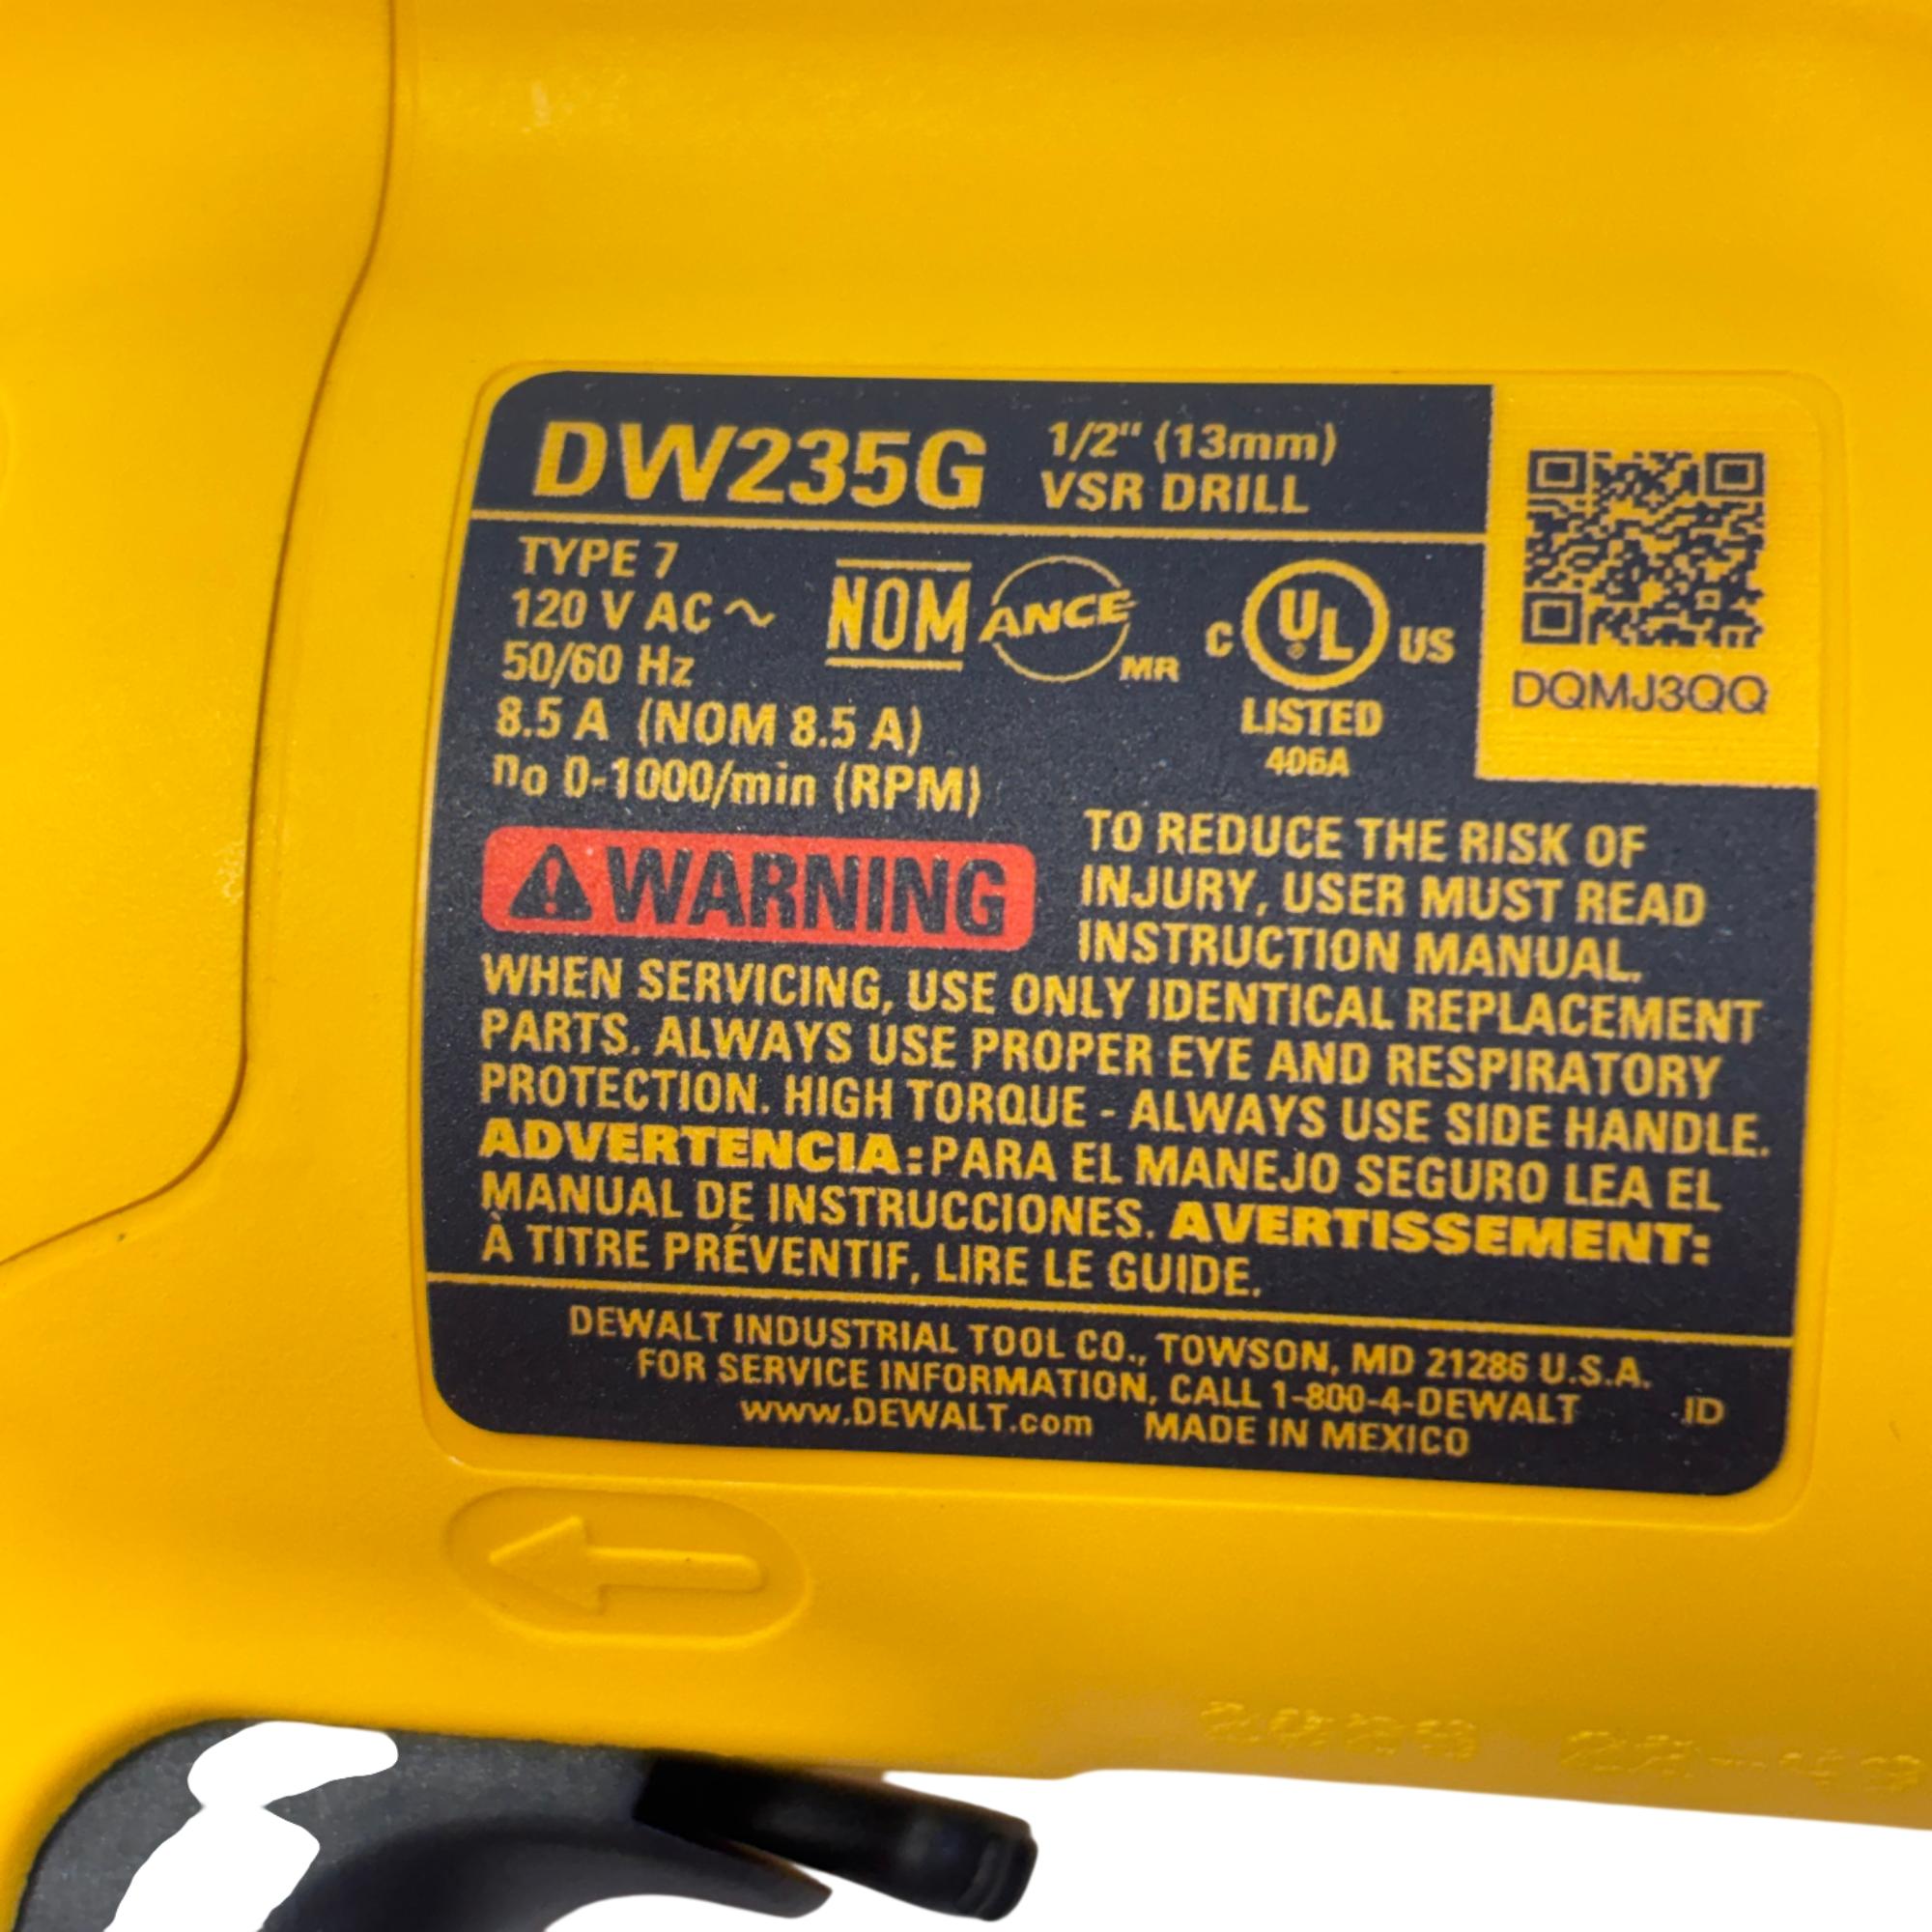 DW235G 1/2" (13mm)
VSR DRILL
TYPE 7
120 V AC ~
50/60 Hz
8.5 A (NOM 8.5 A)
no 0-1000/min (RPM)
NOM ANCE MR
C UL US
LISTED
406A
DQMJ3QQ
WARNING
TO REDUCE THE RISK OF
INJURY, USER MUST READ
INSTRUCTION MANUAL.
WHEN SERVICING, USE ONLY IDENTICAL REPLACEMENT
PARTS. ALWAYS USE PROPER EYE AND RESPIRATORY
PROTECTION. HIGH TORQUE - ALWAYS USE SIDE HANDLE.
ADVERTENCIA: PARA EL MANEJO SEGURO LEA EL
MANUAL DE INSTRUCCIONES. AVERTISSEMENT:
À TITRE PRÉVENTIF, LIRE LE GUIDE.
DEWALT INDUSTRIAL TOOL CO., TOWSON, MD 21286 U.S.A.
FOR SERVICE INFORMATION, CALL 1-800-4-DEWALT
www.DEWALT.com MADE IN MEXICO
ID